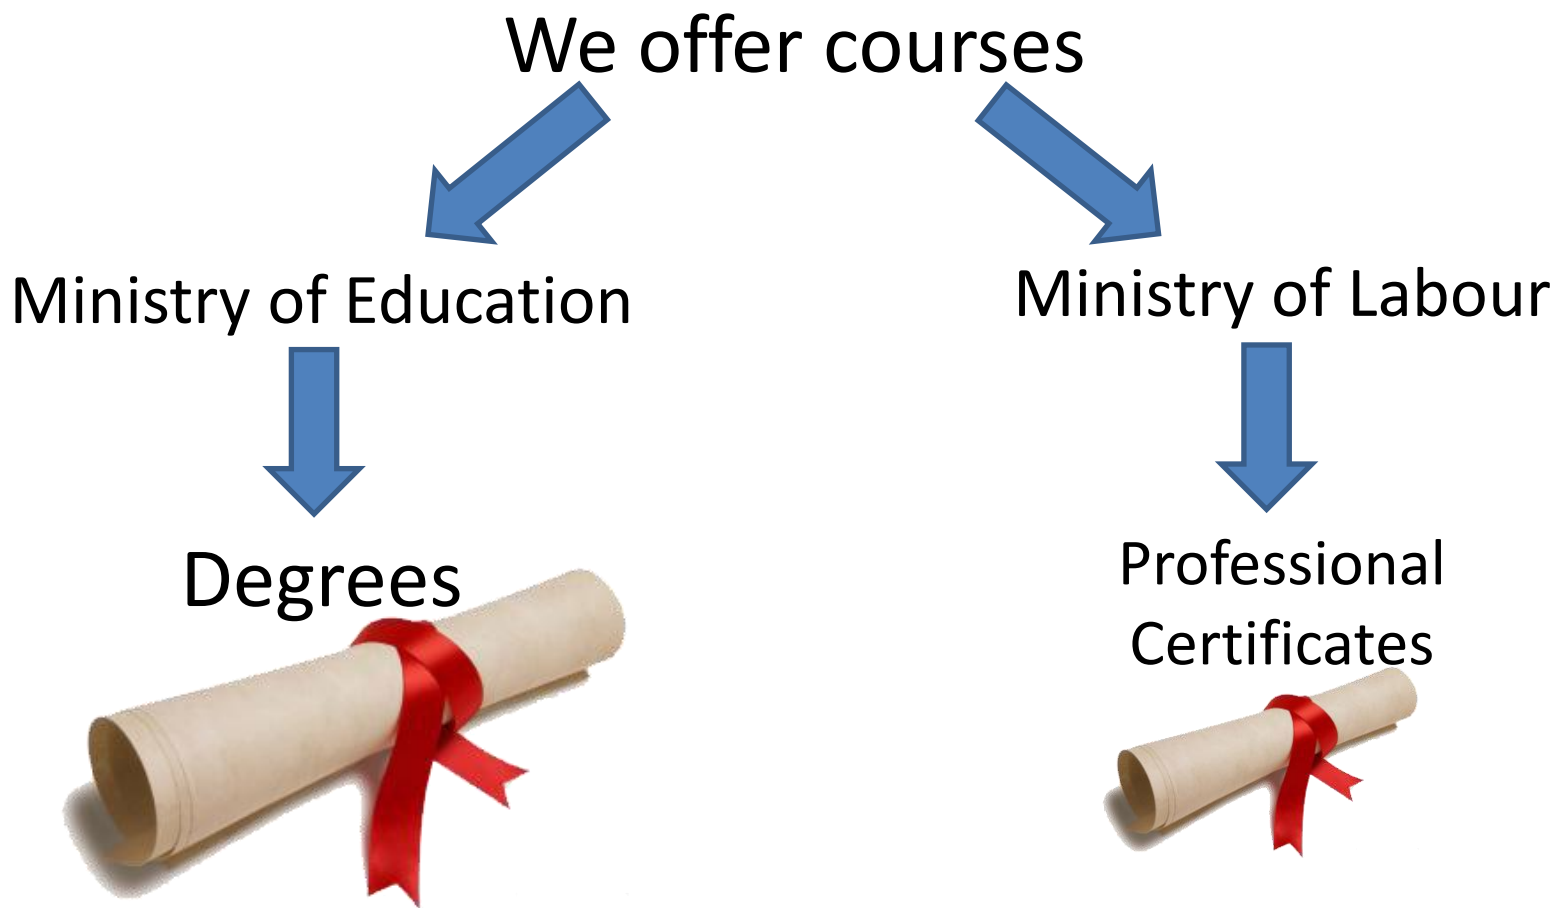 We offer courses
Ministry of Education
Ministry of Labour
Degrees
Professional
Certificates